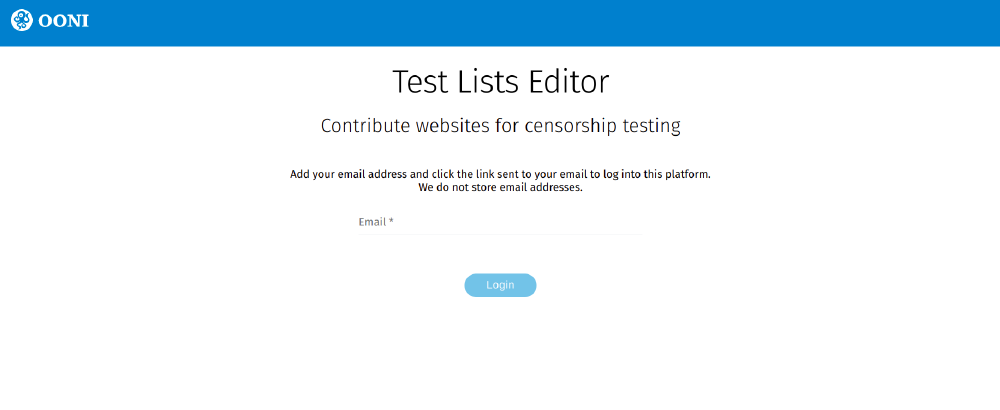 OONI
Test Lists Editor
Contribute websites for censorship testing
Add your email address and click the link sent to your email to log into this platform.
We do not store email addresses.
Email *
Login